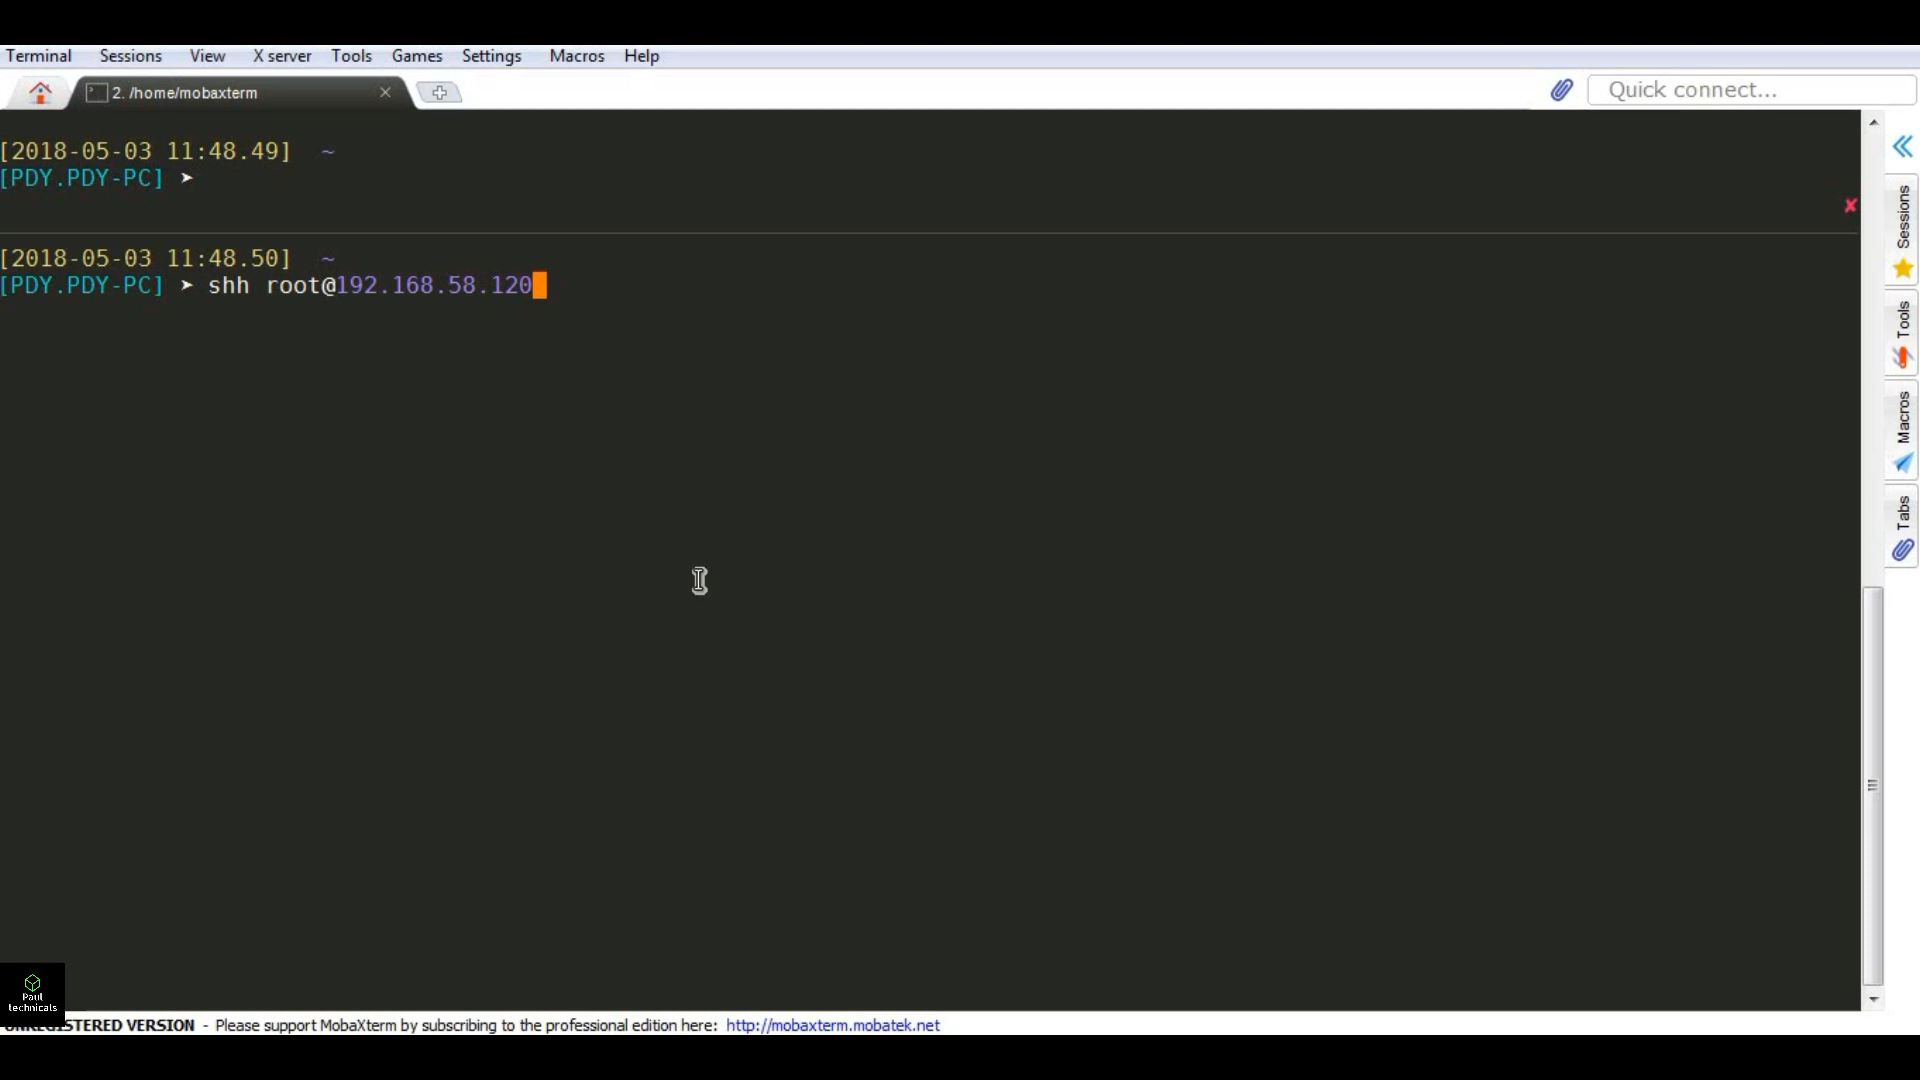 Terminal Sessions View X server Tools Games Settings Macros Help
2. /home/mobaxterm
Quick connect...
[2018-05-03 11:48.49] ~
[PDY.PDY-PC] ➤
[2018-05-03 11:48.50] ~
[PDY.PDY-PC] ➤ shh root@192.168.58.120
Sessions
Tools
Macros
Tabs
Paul
technicals
UNREGISTERED VERSION - Please support MobaXterm by subscribing to the professional edition here: http://mobaxterm.mobatek.net